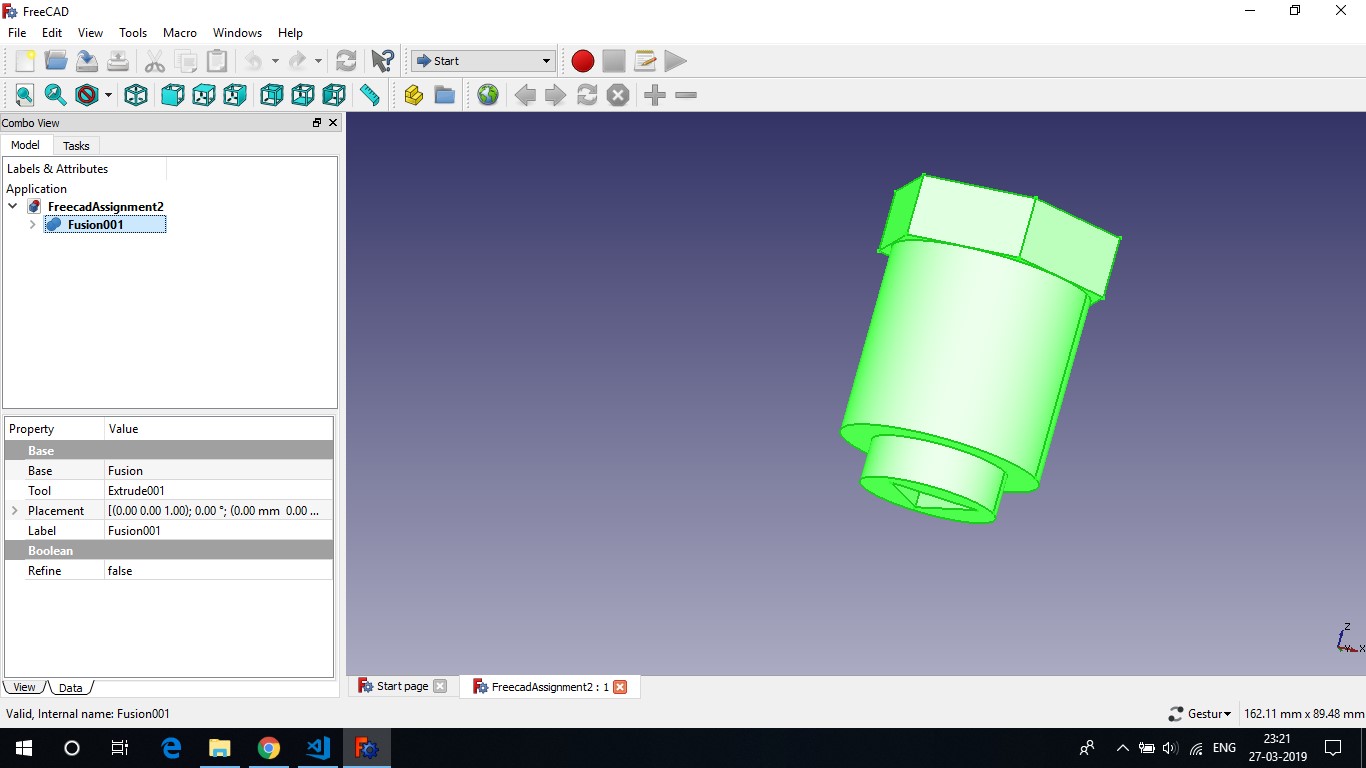 FreeCAD
File Edit View Tools Macro Windows Help
Start
Combo View
Model Tasks
Labels & Attributes
Application
FreecadAssignment2
Fusion001
Property Value
Base
Base Fusion
Tool Extrude001
Placement [(0.00 0.00 1.00); 0.00 °; (0.00 mm 0.00 ...
Label Fusion001
Boolean
Refine false
Z
Y X
View Data
Start page FreecadAssignment2 : 1
Valid, Internal name: Fusion001
Gestur 162.11 mm x 89.48 mm
ENG
23:21
27-03-2019